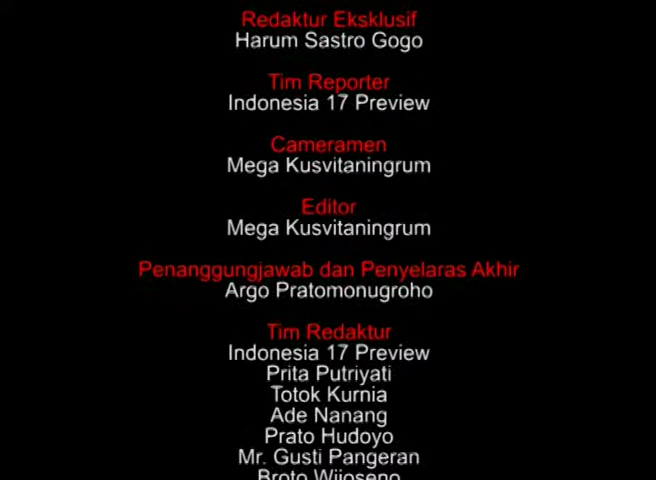 Redaktur Eksklusif
Harum Sastro Gogo
Tim Reporter
Indonesia 17 Preview
Cameramen
Mega Kusvitaningrum
Editor
Mega Kusvitaningrum
Penanggungjawab dan Penyelaras Akhir
Argo Pratomonugroho
Tim Redaktur
Indonesia 17 Preview
Prita Putriyati
Totok Kurnia
Ade Nanang
Prato Hudoyo
Mr. Gusti Pangeran
Broto Wijoseno